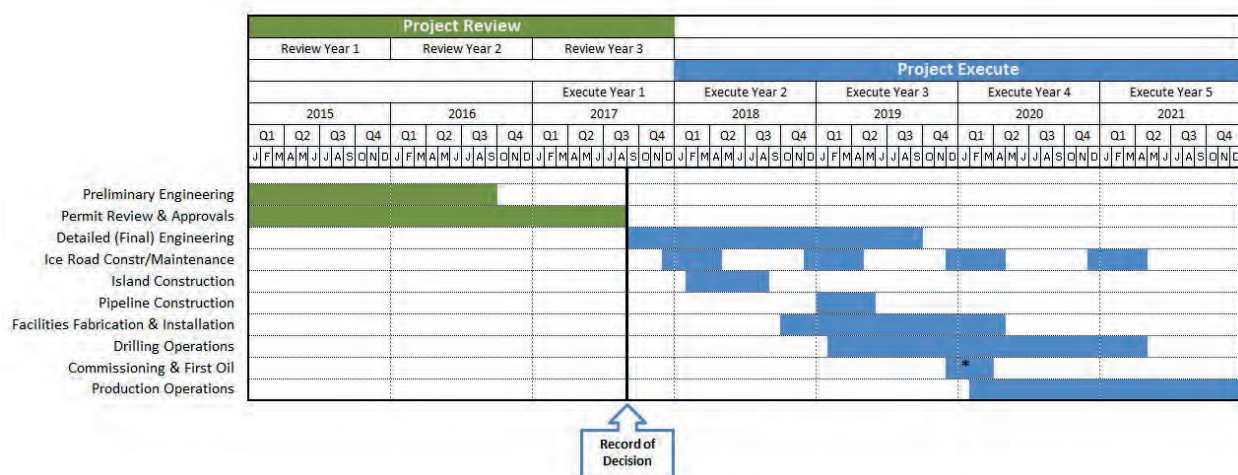 Project Review
Review Year 1 Review Year 2 Review Year 3
Project Execute
Execute Year 1 Execute Year 2 Execute Year 3 Execute Year 4 Execute Year 5
2015 2016 2017 2018 2019 2020 2021
Q1 Q2 Q3 Q4 Q1 Q2 Q3 Q4 Q1 Q2 Q3 Q4 Q1 Q2 Q3 Q4 Q1 Q2 Q3 Q4 Q1 Q2 Q3 Q4 Q1 Q2 Q3 Q4
J F M A M J J A S O N D J F M A M J J A S O N D J F M A M J J A S O N D J F M A M J J A S O N D J F M A M J J A S O N D J F M A M J J A S O N D J F M A M J J A S O N D
Preliminary Engineering
Permit Review & Approvals
Detailed (Final) Engineering
Ice Road Constr/Maintenance
Island Construction
Pipeline Construction
Facilities Fabrication & Installation
Drilling Operations
Commissioning & First Oil *
Production Operations
Record of
Decision